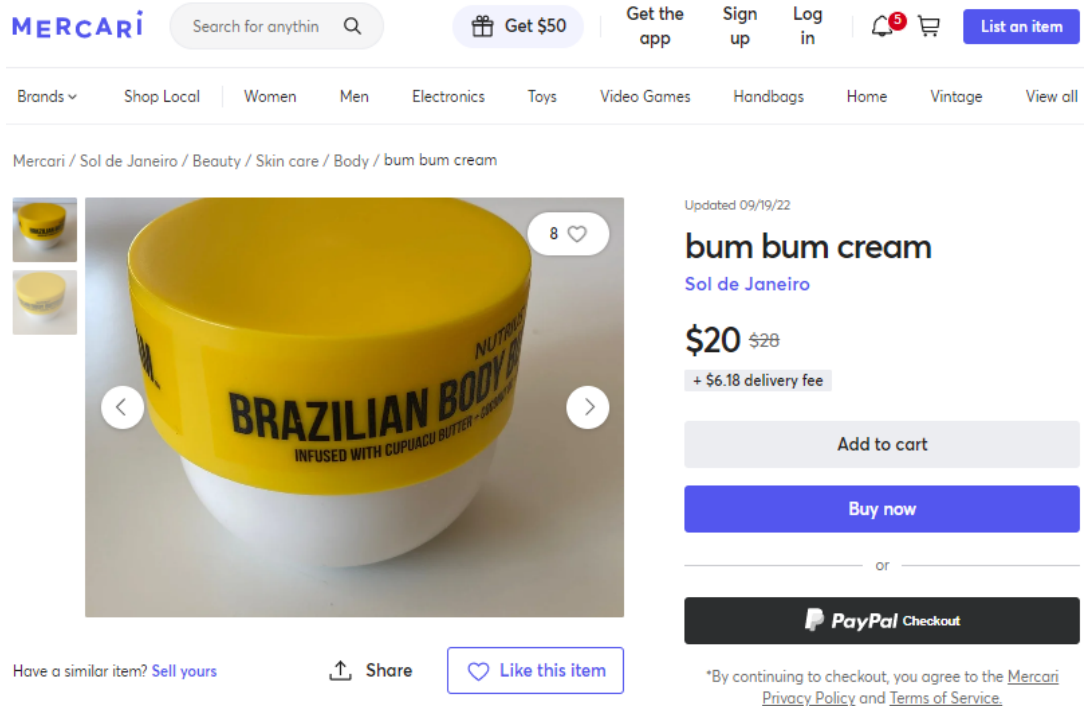 MERCARI
Search for anythin
Get $50
Get the app
Sign up
Log in
5
List an item
Brands
Shop Local
Women
Men
Electronics
Toys
Video Games
Handbags
Home
Vintage
View all
Mercari / Sol de Janeiro / Beauty / Skin care / Body / bum bum cream
8
BRAZILIAN BODY
INFUSED WITH CUPUACU BUTTER
Updated 09/19/22
bum bum cream
Sol de Janeiro
$20 $28
+ $6.18 delivery fee
Add to cart
Buy now
or
PayPal Checkout
*By continuing to checkout, you agree to the Mercari
Privacy Policy and Terms of Service.
Have a similar item? Sell yours
Share
Like this item